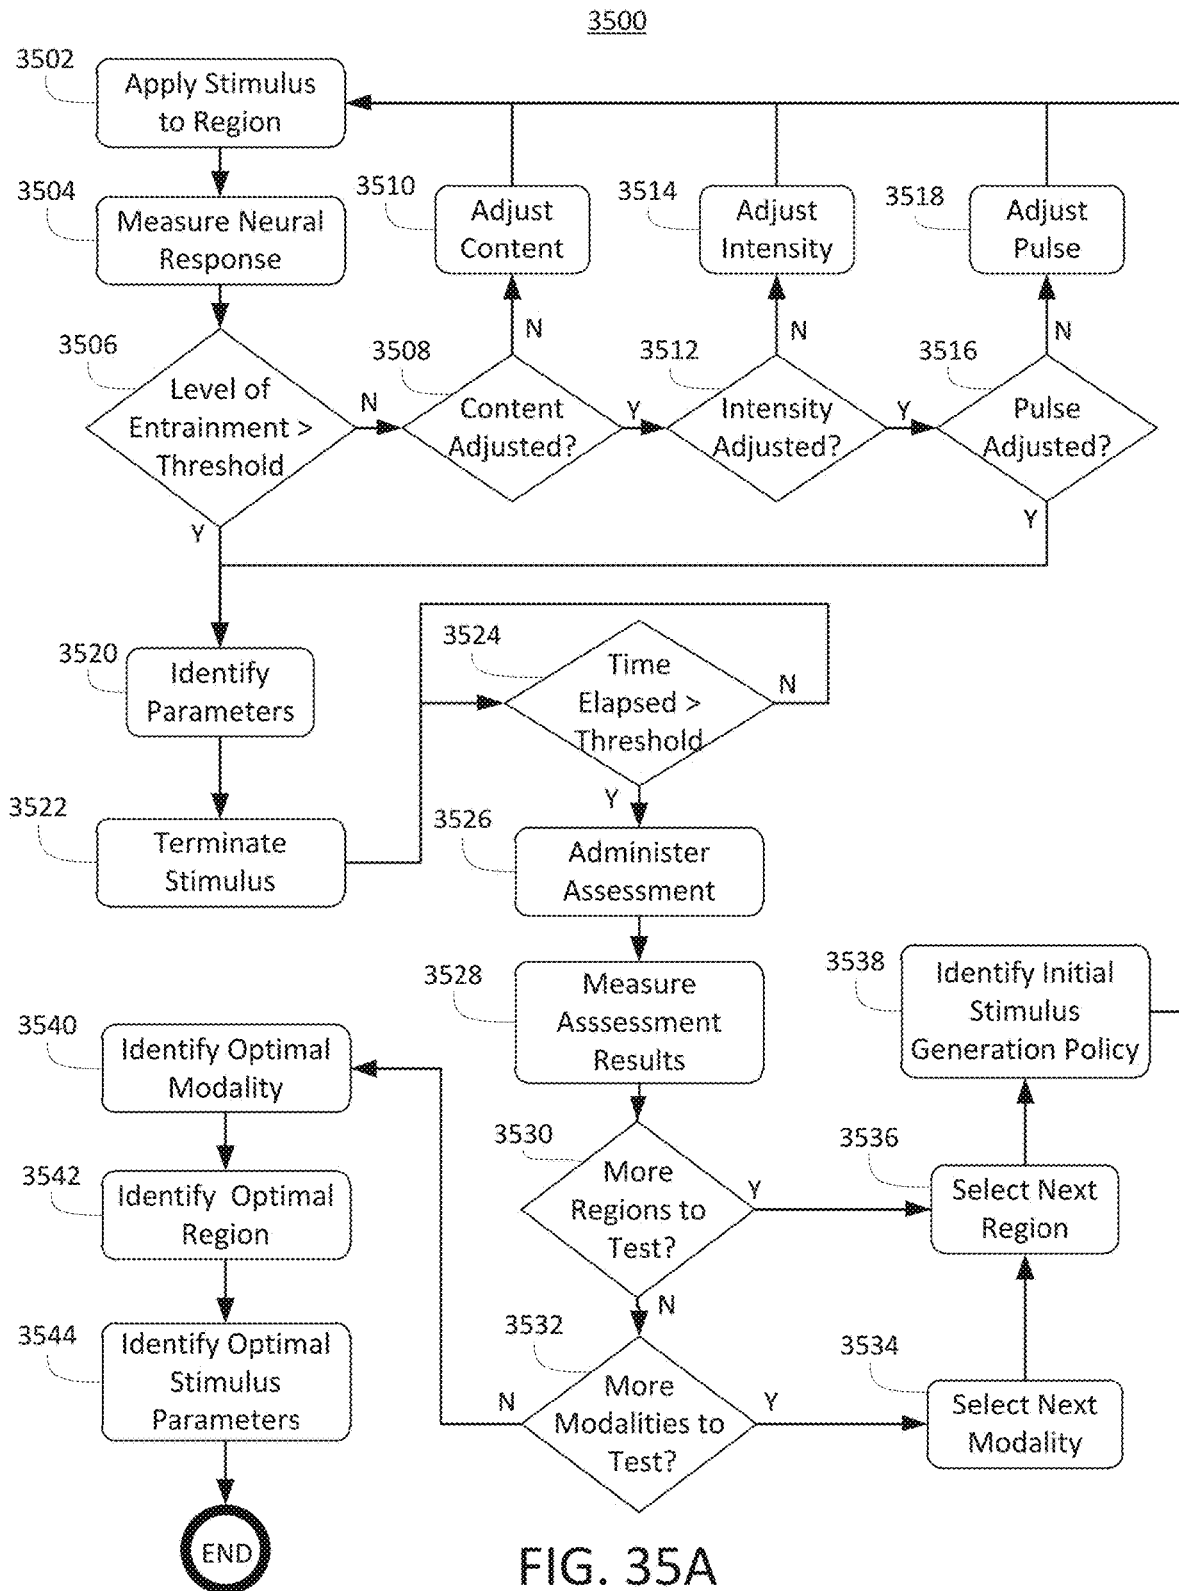 3500
3502
Apply Stimulus
to Region
3504
Measure Neural
Response
3510
Adjust
Content
3514
Adjust
Intensity
3518
Adjust
Pulse
N
N
N
3506
Level of
Entrainment >
Threshold
N
3508
Content
Adjusted?
Y
3512
Intensity
Adjusted?
Y
3516
Pulse
Adjusted?
Y
Y
3520
Identify
Parameters
3522
Terminate
Stimulus
3524
Time
Elapsed >
Threshold
N
Y
3526
Administer
Assessment
3528
Measure
Asssessment
Results
3530
More
Regions to
Test?
Y
N
3532
More
Modalities to
Test?
Y
N
3534
Select Next
Modality
3536
Select Next
Region
3538
Identify Initial
Stimulus
Generation Policy
3540
Identify Optimal
Modality
3542
Identify Optimal
Region
3544
Identify Optimal
Stimulus
Parameters
END
FIG. 35A